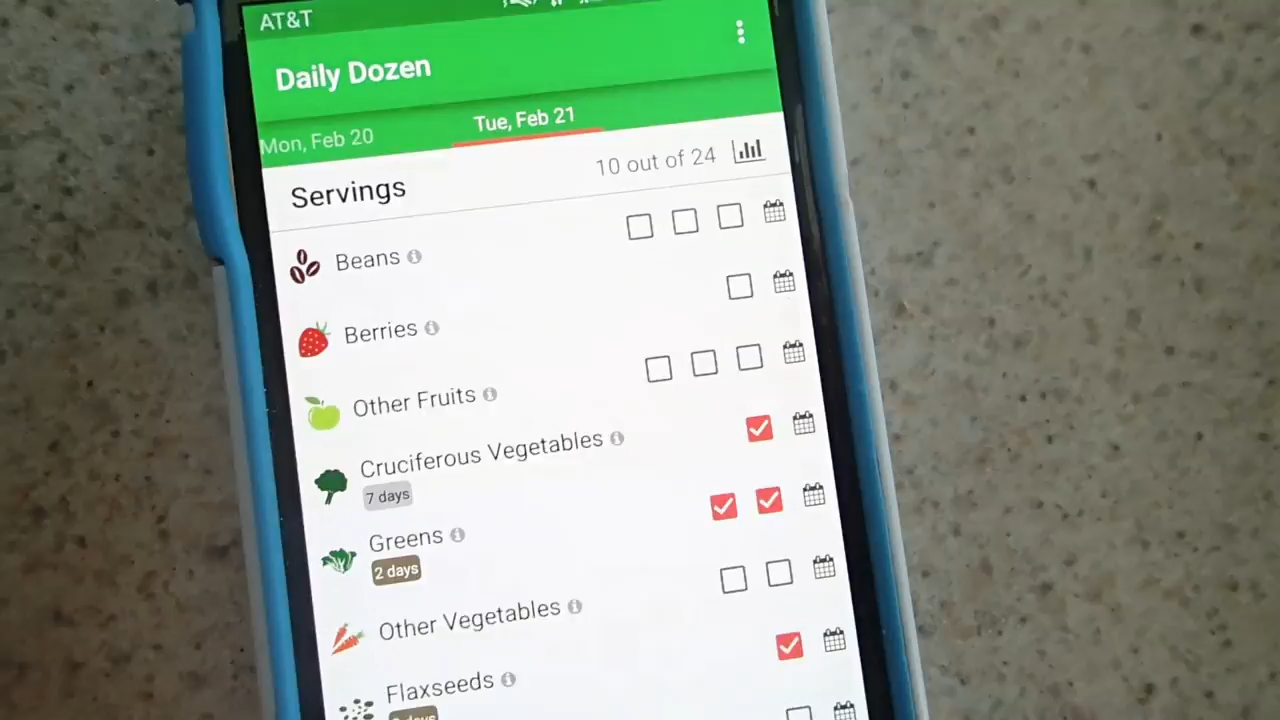 AT&T
Daily Dozen
Mon, Feb 20
Tue, Feb 21
Servings
10 out of 24
Beans
Berries
Other Fruits
Cruciferous Vegetables
7 days
Greens
2 days
Other Vegetables
Flaxseeds
days